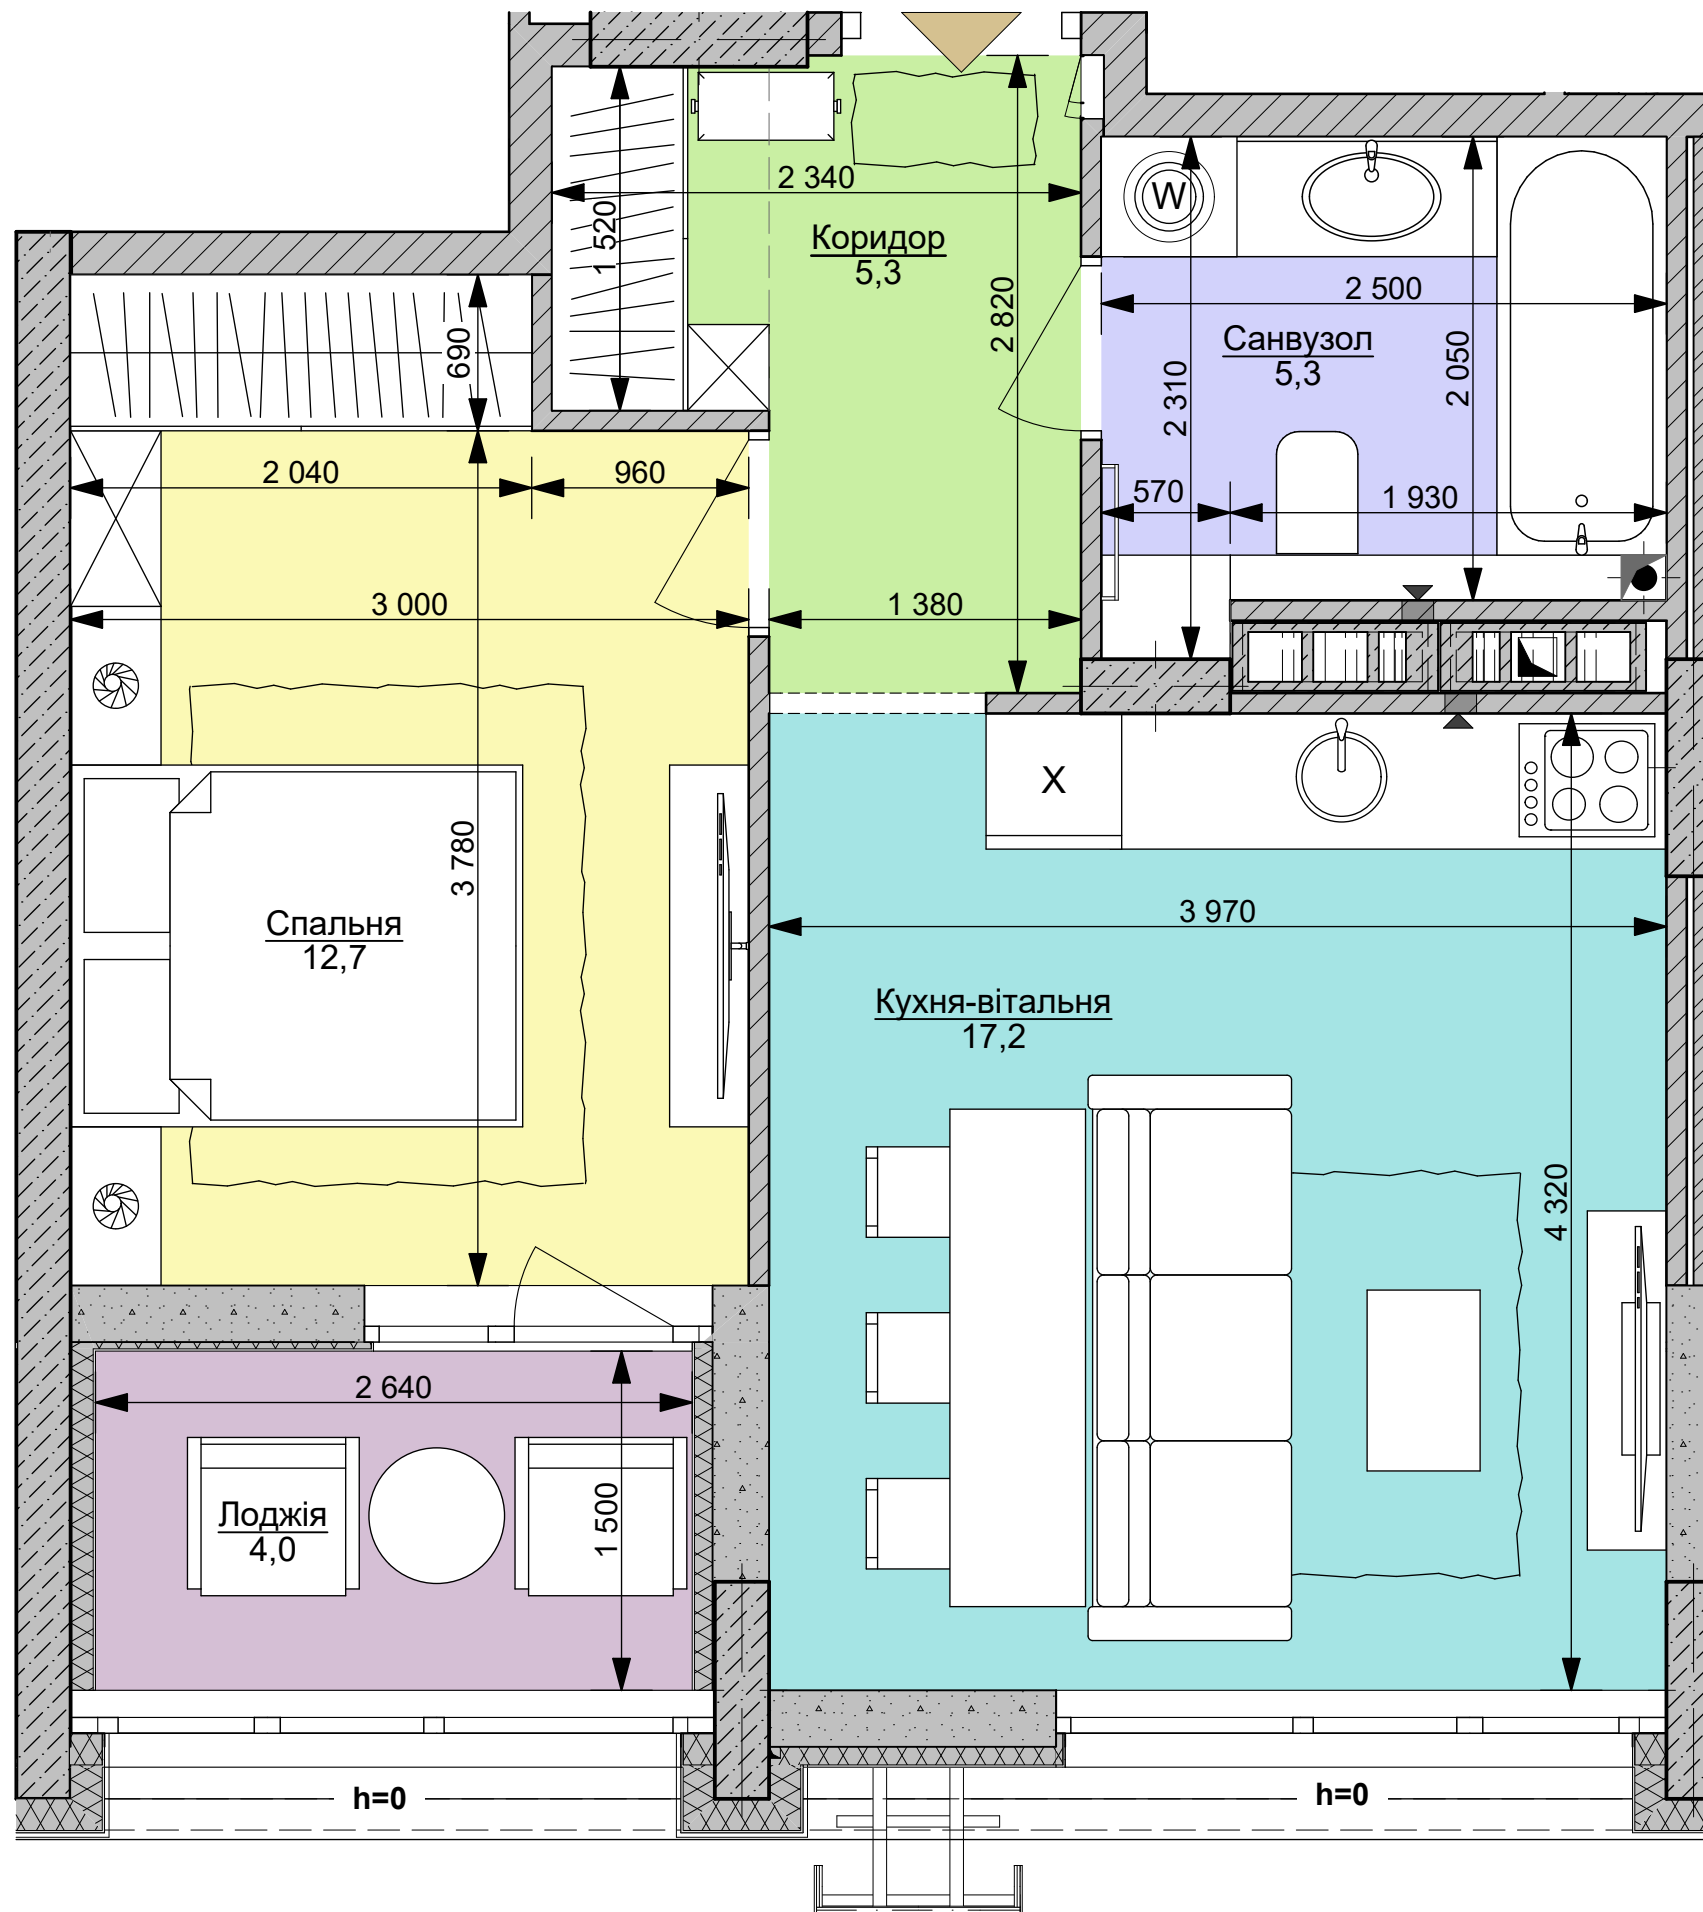 2 340
1 520
Коридор
5,3
2 820
W
2 500
Санвузол
5,3
2 310
2 050
690
2 040
960
570
1 930
3 000
1 380
X
3 780
3 970
Спальня
12,7
Кухня-вітальня
17,2
4 320
2 640
Лоджія
4,0
1 500
h=0
h=0